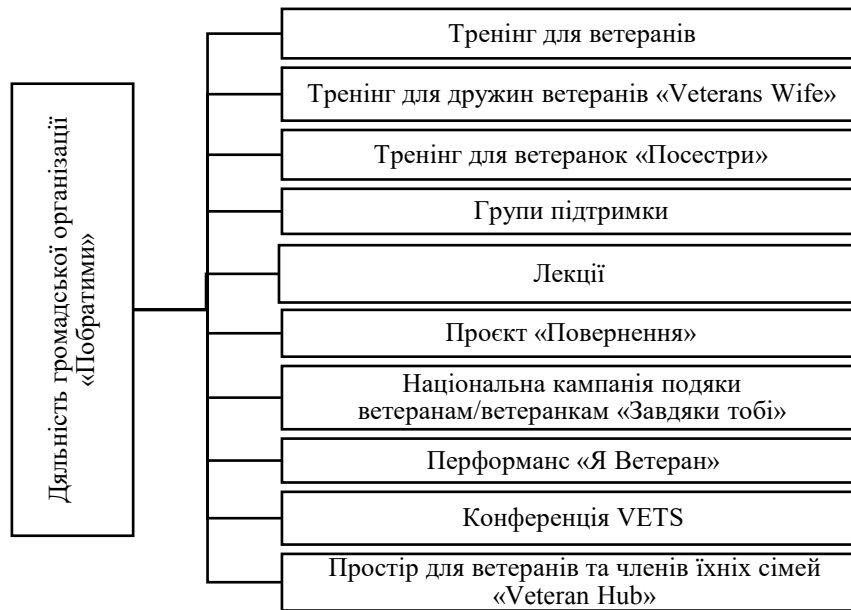 Дяльність громадської організації
«Побратими»
Тренінг для ветеранів
Тренінг для дружин ветеранів «Veterans Wife»
Тренінг для ветеранок «Посестри»
Групи підтримки
Лекції
Проєкт «Повернення»
Національна кампанія подяки
ветеранам/ветеранкам «Завдяки тобі»
Перформанс «Я Ветеран»
Конференція VETS
Простір для ветеранів та членів їхніх сімей
«Veteran Hub»